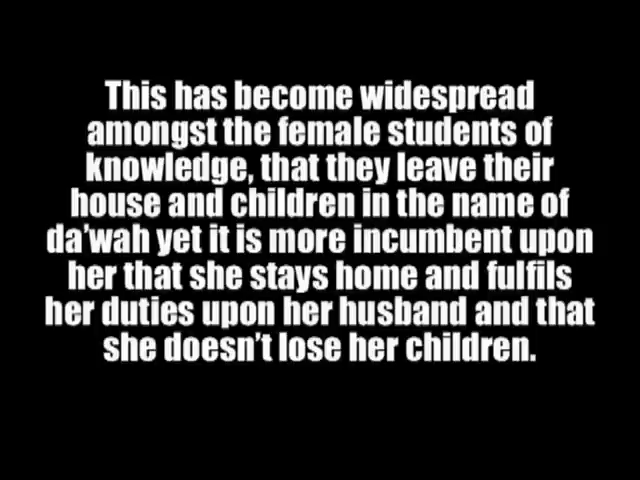 This has become widespread
amongst the female students of
knowledge, that they leave their
house and children in the name of
da'wah yet it is more incumbent upon
her that she stays home and fulfils
her duties upon her husband and that
she doesn't lose her children.